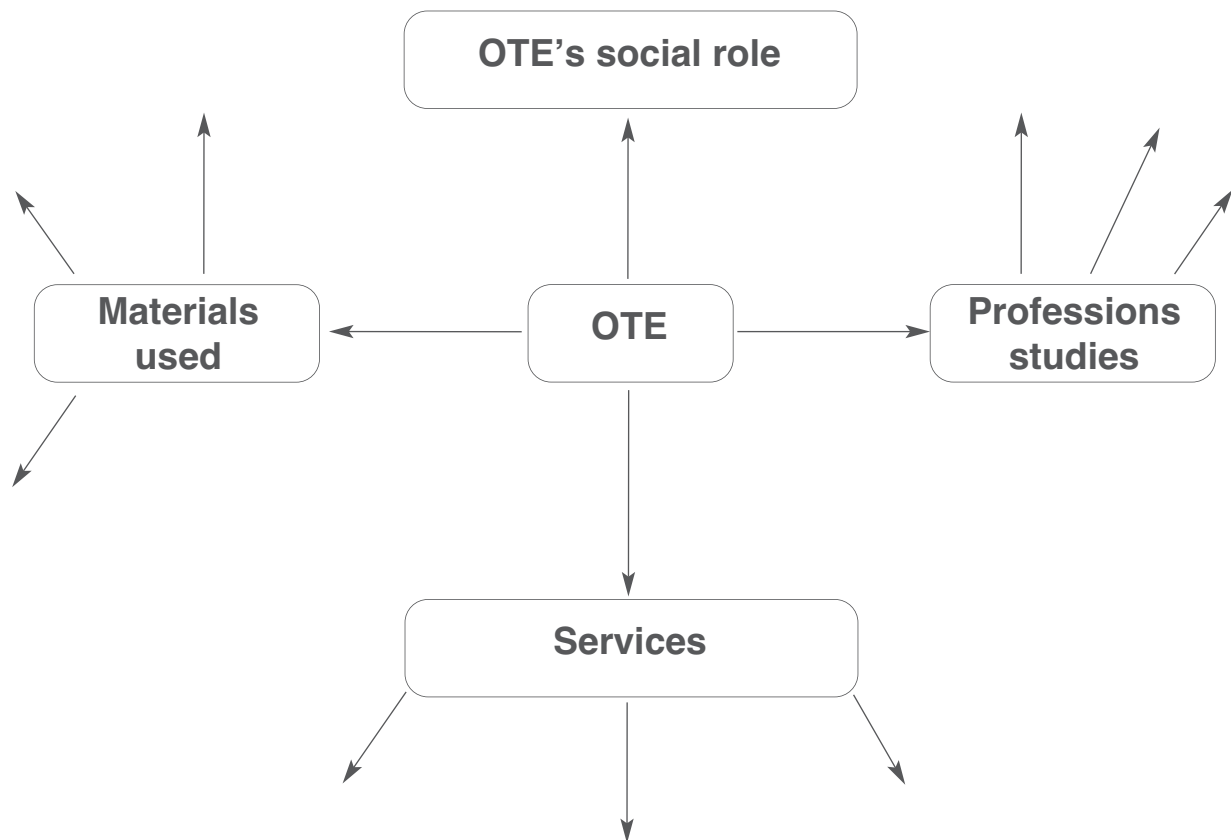 OTE’s social role
Materials
used
OTE
Professions
studies
Services